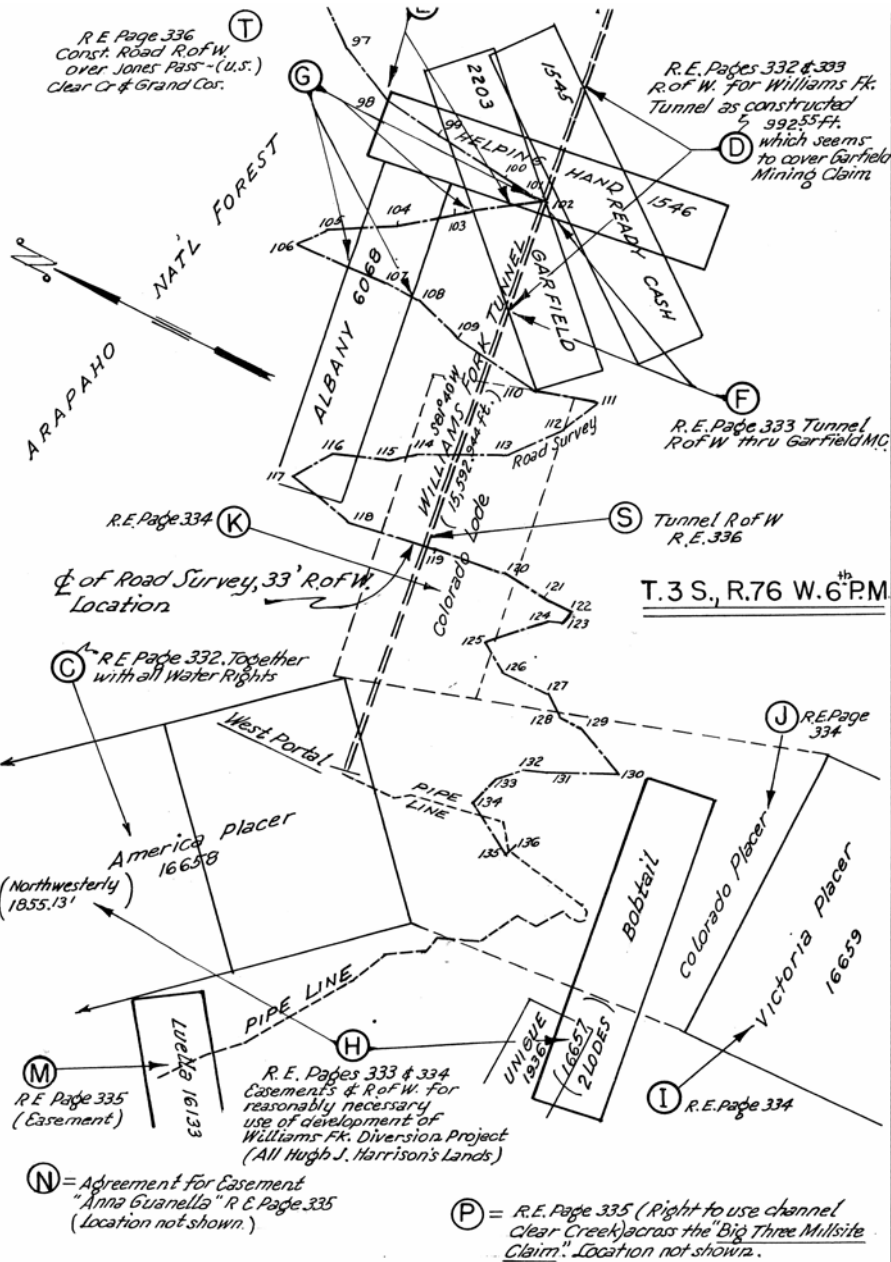 R E Page 336
Const. Road R.of W.
over Jones Pass-(U.S.)
Clear Cr & Grand Cos.
T
G
97
98
99
100
101
102
103
104
105
106
107
108
109
110
111
112
113
114
115
116
117
118
119
120
121
122
123
124
125
126
127
128
129
130
131
132
133
134
135
136
2203
1545
HELPING HAND
1546
READY CASH
GARFIELD
R.E. Pages 332 & 333
R.of W. for Williams Fk.
Tunnel as constructed
992.55 ft.
which seems
to cover Garfield
Mining Claim
D
NAT'L FOREST
ARAPAHO
ALBANY 6068
WILLIAMS FORK TUNNEL
S81°40'W
(15,592.944 ft.)
Road Survey
F
R.E. Page 333 Tunnel
R.of W thru Garfield M.C.
R.E. Page 334
K
S
Tunnel R of W
R.E. 336
Colorado Lode
℄ of Road Survey, 33' R.of W.
Location
T. 3 S., R.76 W. 6th P.M.
C
R E Page 332, Together
with all Water Rights
West Portal
PIPE
LINE
J
R.E. Page
334
America Placer
16658
(Northwesterly)
1855.13'
Bobtail
Colorado Placer
Victoria Placer
16659
PIPE LINE
Luella 16133
M
R E Page 335
(Easement)
H
R.E. Pages 333 & 334
Easements & R.of W. for
reasonably necessary
use of development of
Williams Fk. Diversion Project
(All Hugh J. Harrison's Lands)
UNIGUE
1936
(16657)
2 LODES
I
R.E. Page 334
N = Agreement for Easement
"Anna Guanella" R E Page 335
(Location not shown.)
P = R.E. Page 335 (Right to use channel
Clear Creek) across the "Big Three Millsite
Claim". Location not shown.